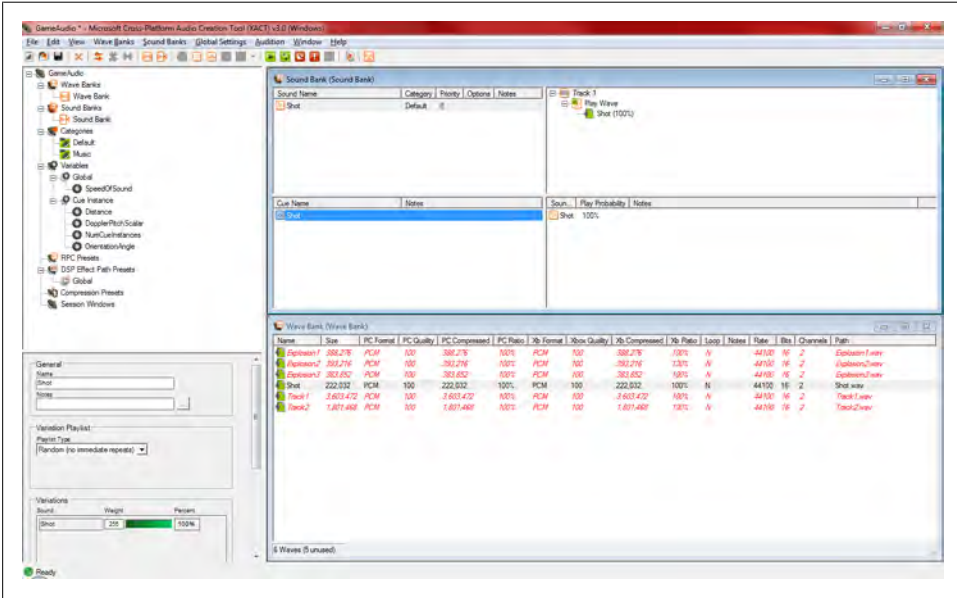 GameAudio * - Microsoft Cross-Platform Audio Creation Tool (XACT) v3.0 (Windows)
File Edit View Wave Banks Sound Banks Global Settings Audition Window Help
GameAudio
Wave Banks
Wave Bank
Sound Banks
Sound Bank
Categories
Default
Music
Variables
Global
SpeedOfSound
Cue Instance
Distance
DopplerPitchScalar
NumCueInstances
OrientationAngle
RPC Presets
DSP Effect Path Presets
Global
Compression Presets
Session Windows
General
Name
Shot
Notes
...
Variation Playlist
Playlist Type
Random (no immediate repeats)
Variations
Sound Weight Percent
Shot 255 100%
Ready
Sound Bank (Sound Bank)
Sound Name Category Priority Options Notes
Shot Default 0
Track 1
Play Wave
Shot (100%)
Cue Name Notes
Shot
Soun... Play Probability Notes
Shot 100%
Wave Bank (Wave Bank)
Name Size PC Format PC Quality PC Compressed PC Ratio Xb Format Xbox Quality Xb Compressed Xb Ratio Loop Notes Rate Bits Channels Path
Explosion1 388,276 PCM 100 388,276 100% PCM 100 388,276 100% N 44100 16 2 Explosion1.wav
Explosion2 393,216 PCM 100 393,216 100% PCM 100 393,216 100% N 44100 16 2 Explosion2.wav
Explosion3 383,852 PCM 100 383,852 100% PCM 100 383,852 100% N 44100 16 2 Explosion3.wav
Shot 222,032 PCM 100 222,032 100% PCM 100 222,032 100% N 44100 16 2 Shot.wav
Track1 3,603,472 PCM 100 3,603,472 100% PCM 100 3,603,472 100% N 44100 16 2 Track1.wav
Track2 1,801,468 PCM 100 1,801,468 100% PCM 100 1,801,468 100% N 44100 16 2 Track2.wav
6 Waves (5 unused)